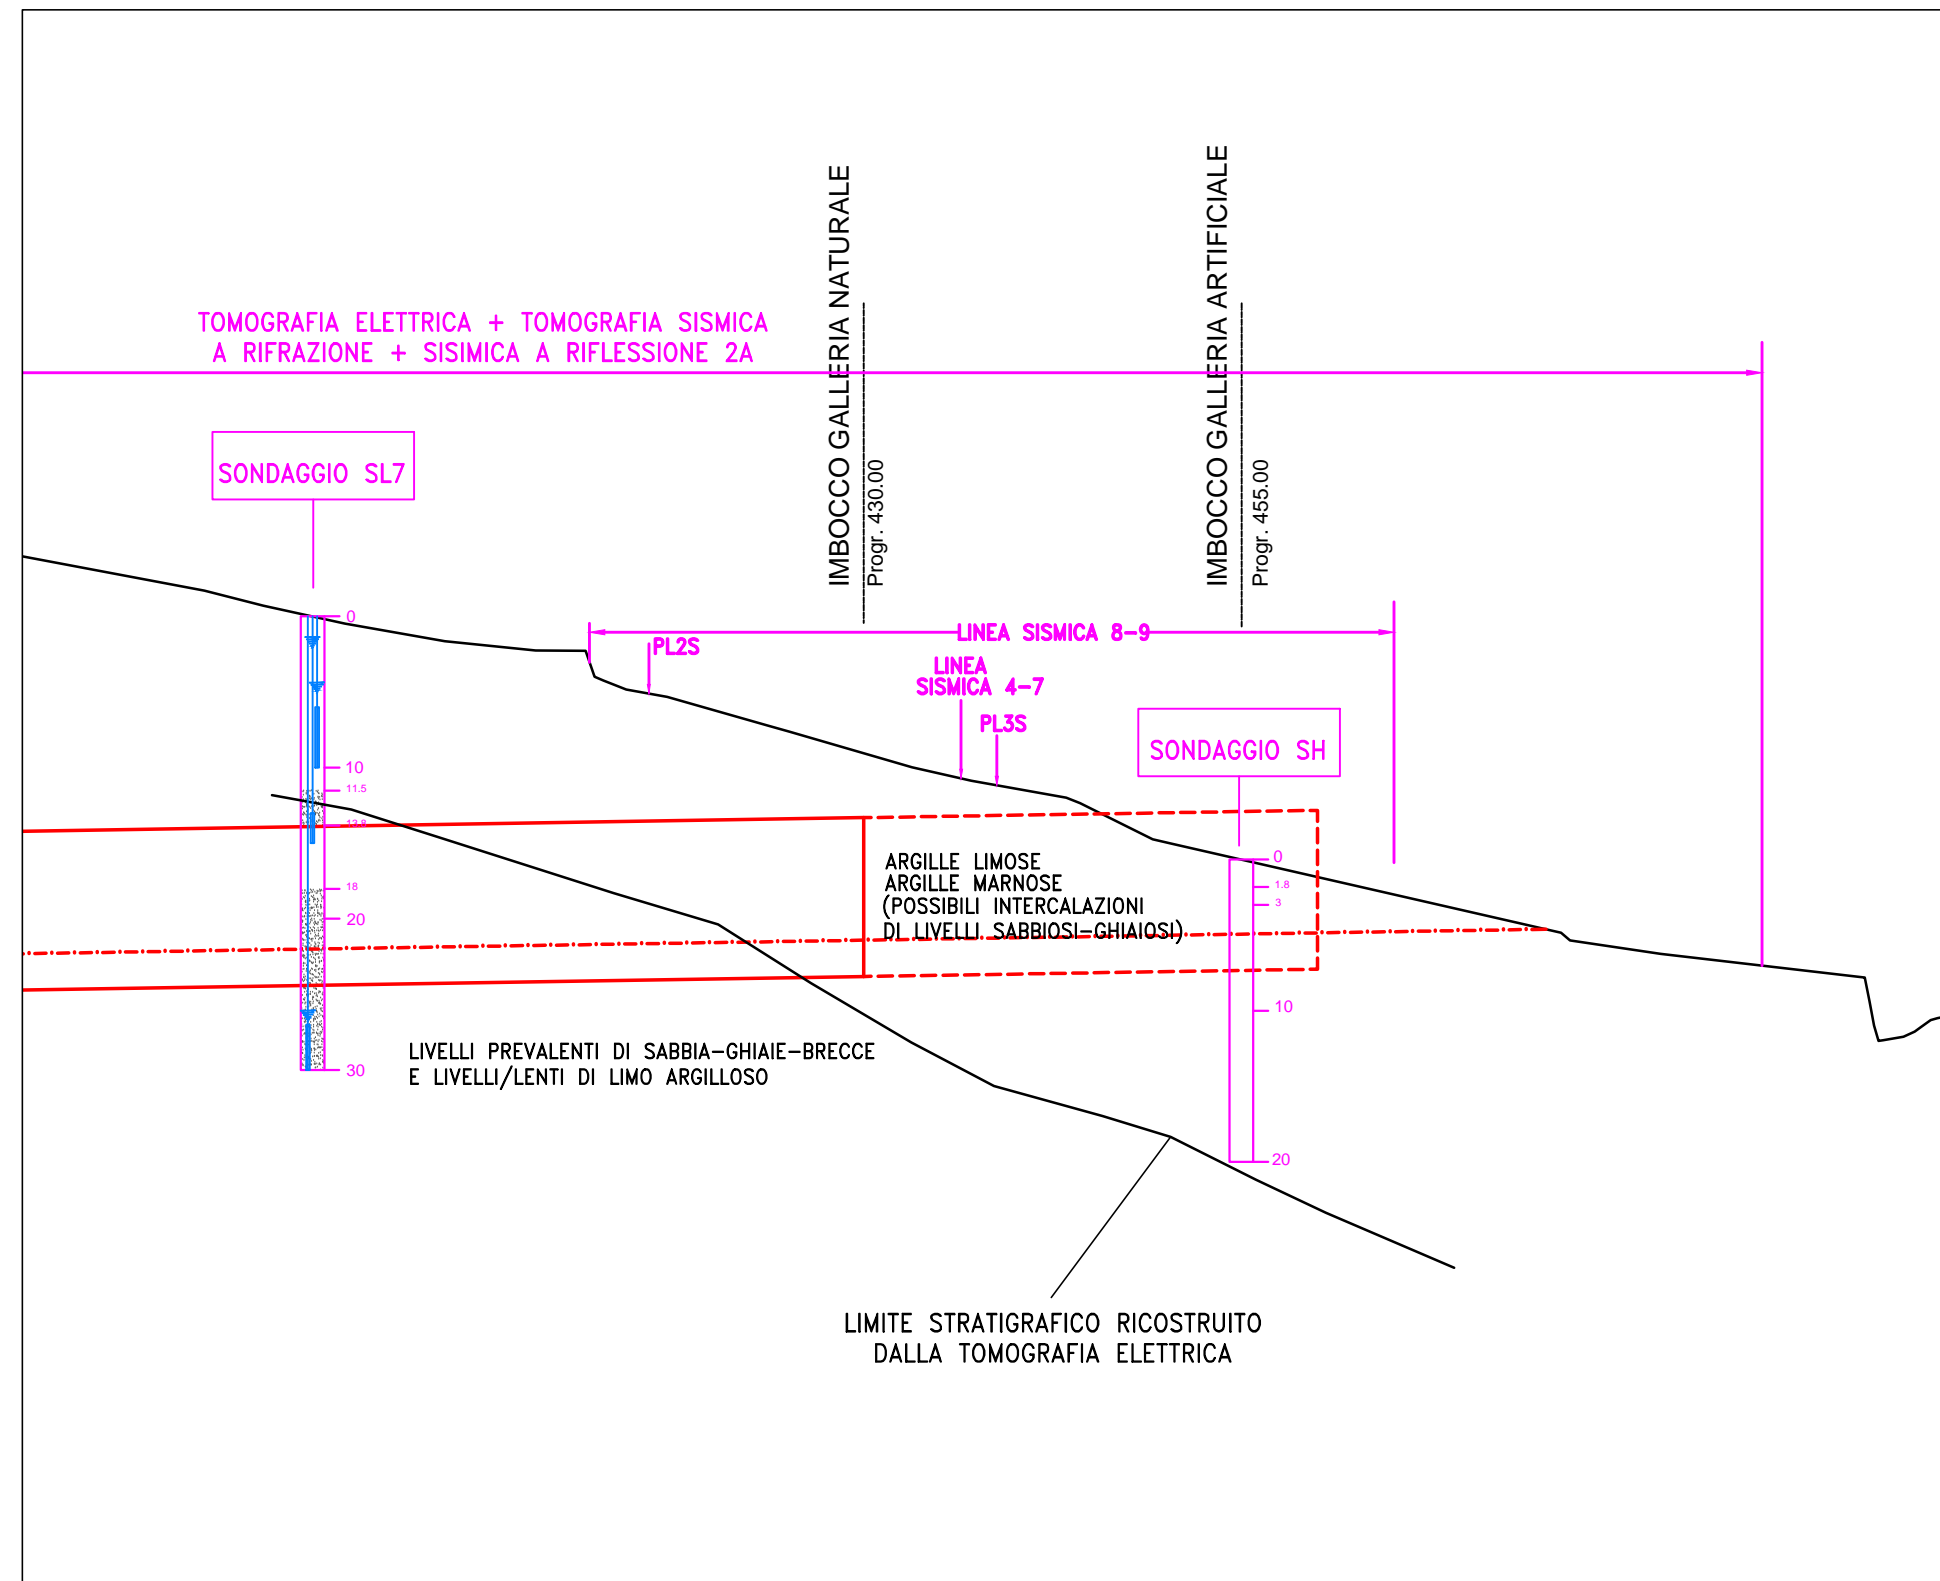 IMBOCCO GALLERIA NATURALE
Progr. 430.00
IMBOCCO GALLERIA ARTIFICIALE
Progr. 455.00
TOMOGRAFIA ELETTRICA + TOMOGRAFIA SISMICA
A RIFRAZIONE + SISIMICA A RIFLESSIONE 2A
SONDAGGIO SL7
0
10
11.5
13.8
18
20
30
LINEA SISMICA 8-9
PL2S
LINEA
SISMICA 4-7
PL3S
SONDAGGIO SH
0
1.8
3
10
20
ARGILLE LIMOSE
ARGILLE MARNOSE
(POSSIBILI INTERCALAZIONI
DI LIVELLI SABBIOSI-GHIAIOSI)
LIVELLI PREVALENTI DI SABBIA-GHIAIE-BRECCE
E LIVELLI/LENTI DI LIMO ARGILLOSO
LIMITE STRATIGRAFICO RICOSTRUITO
DALLA TOMOGRAFIA ELETTRICA